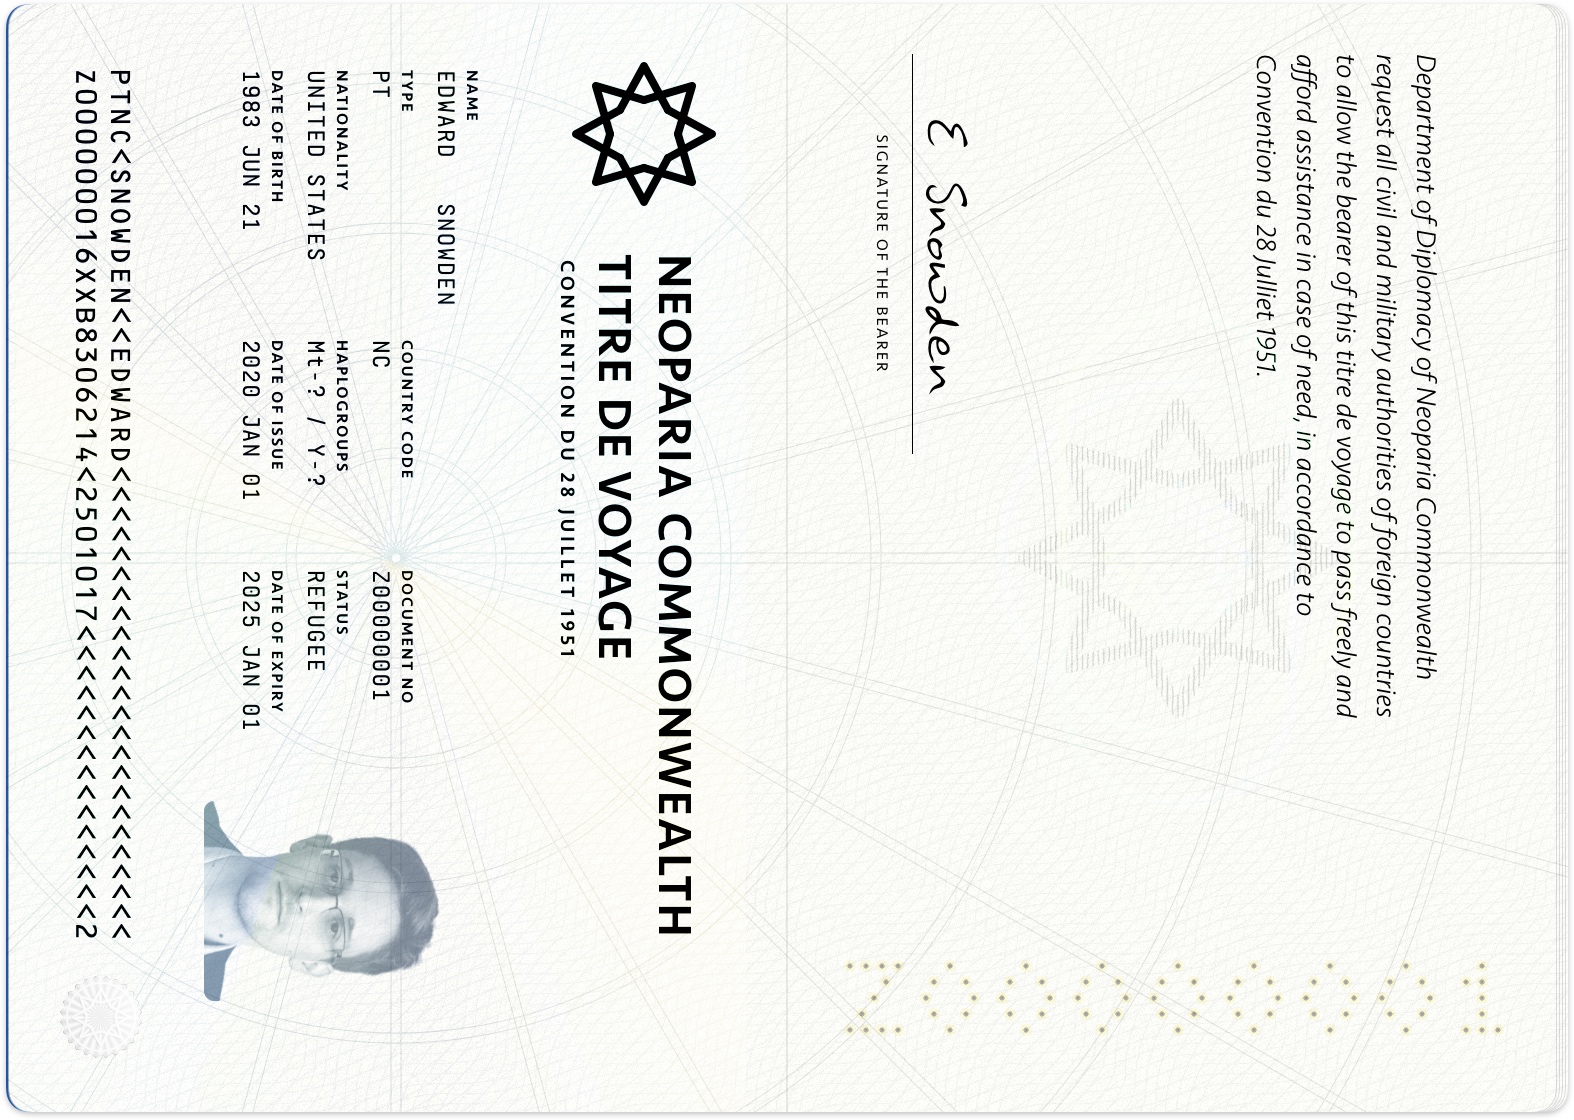 Department of Diplomacy of Neoparia Commonwealth
request all civil and military authorities of foreign countries
to allow the bearer of this titre de voyage to pass freely and
afford assistance in case of need, in accordance to
Convention du 28 Julliet 1951.
E Snowden
SIGNATURE OF THE BEARER
Z00000001
NEOPARIA COMMONWEALTH
TITRE DE VOYAGE
CONVENTION DU 28 JUILLET 1951
NAME
EDWARD SNOWDEN
TYPE COUNTRY CODE DOCUMENT NO
PT NC Z00000001
NATIONALITY HAPLOGROUPS STATUS
UNITED STATES Mt-? / Y-? REFUGEE
DATE OF BIRTH DATE OF ISSUE DATE OF EXPIRY
1983 JUN 21 2020 JAN 01 2025 JAN 01
PTNC<SNOWDEN<<EDWARD<<<<<<<<<<<<<<<<<<<<<<<<
Z000000016XXB8306214<2501017<<<<<<<<<<<<<<<2